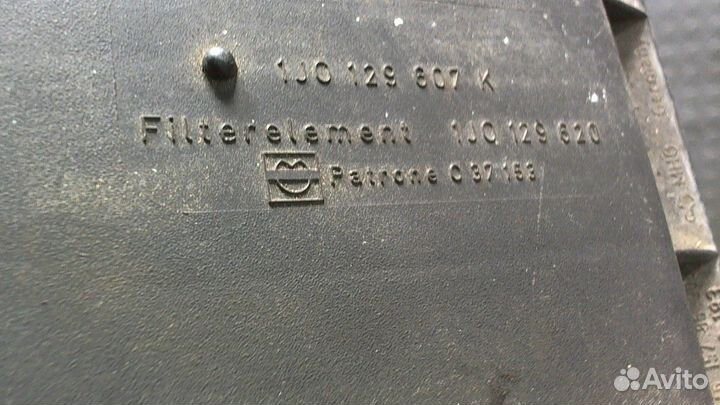 1J0 129 607 K
Filterelement 1J0 129 620
Patrone C 37 153
Avito